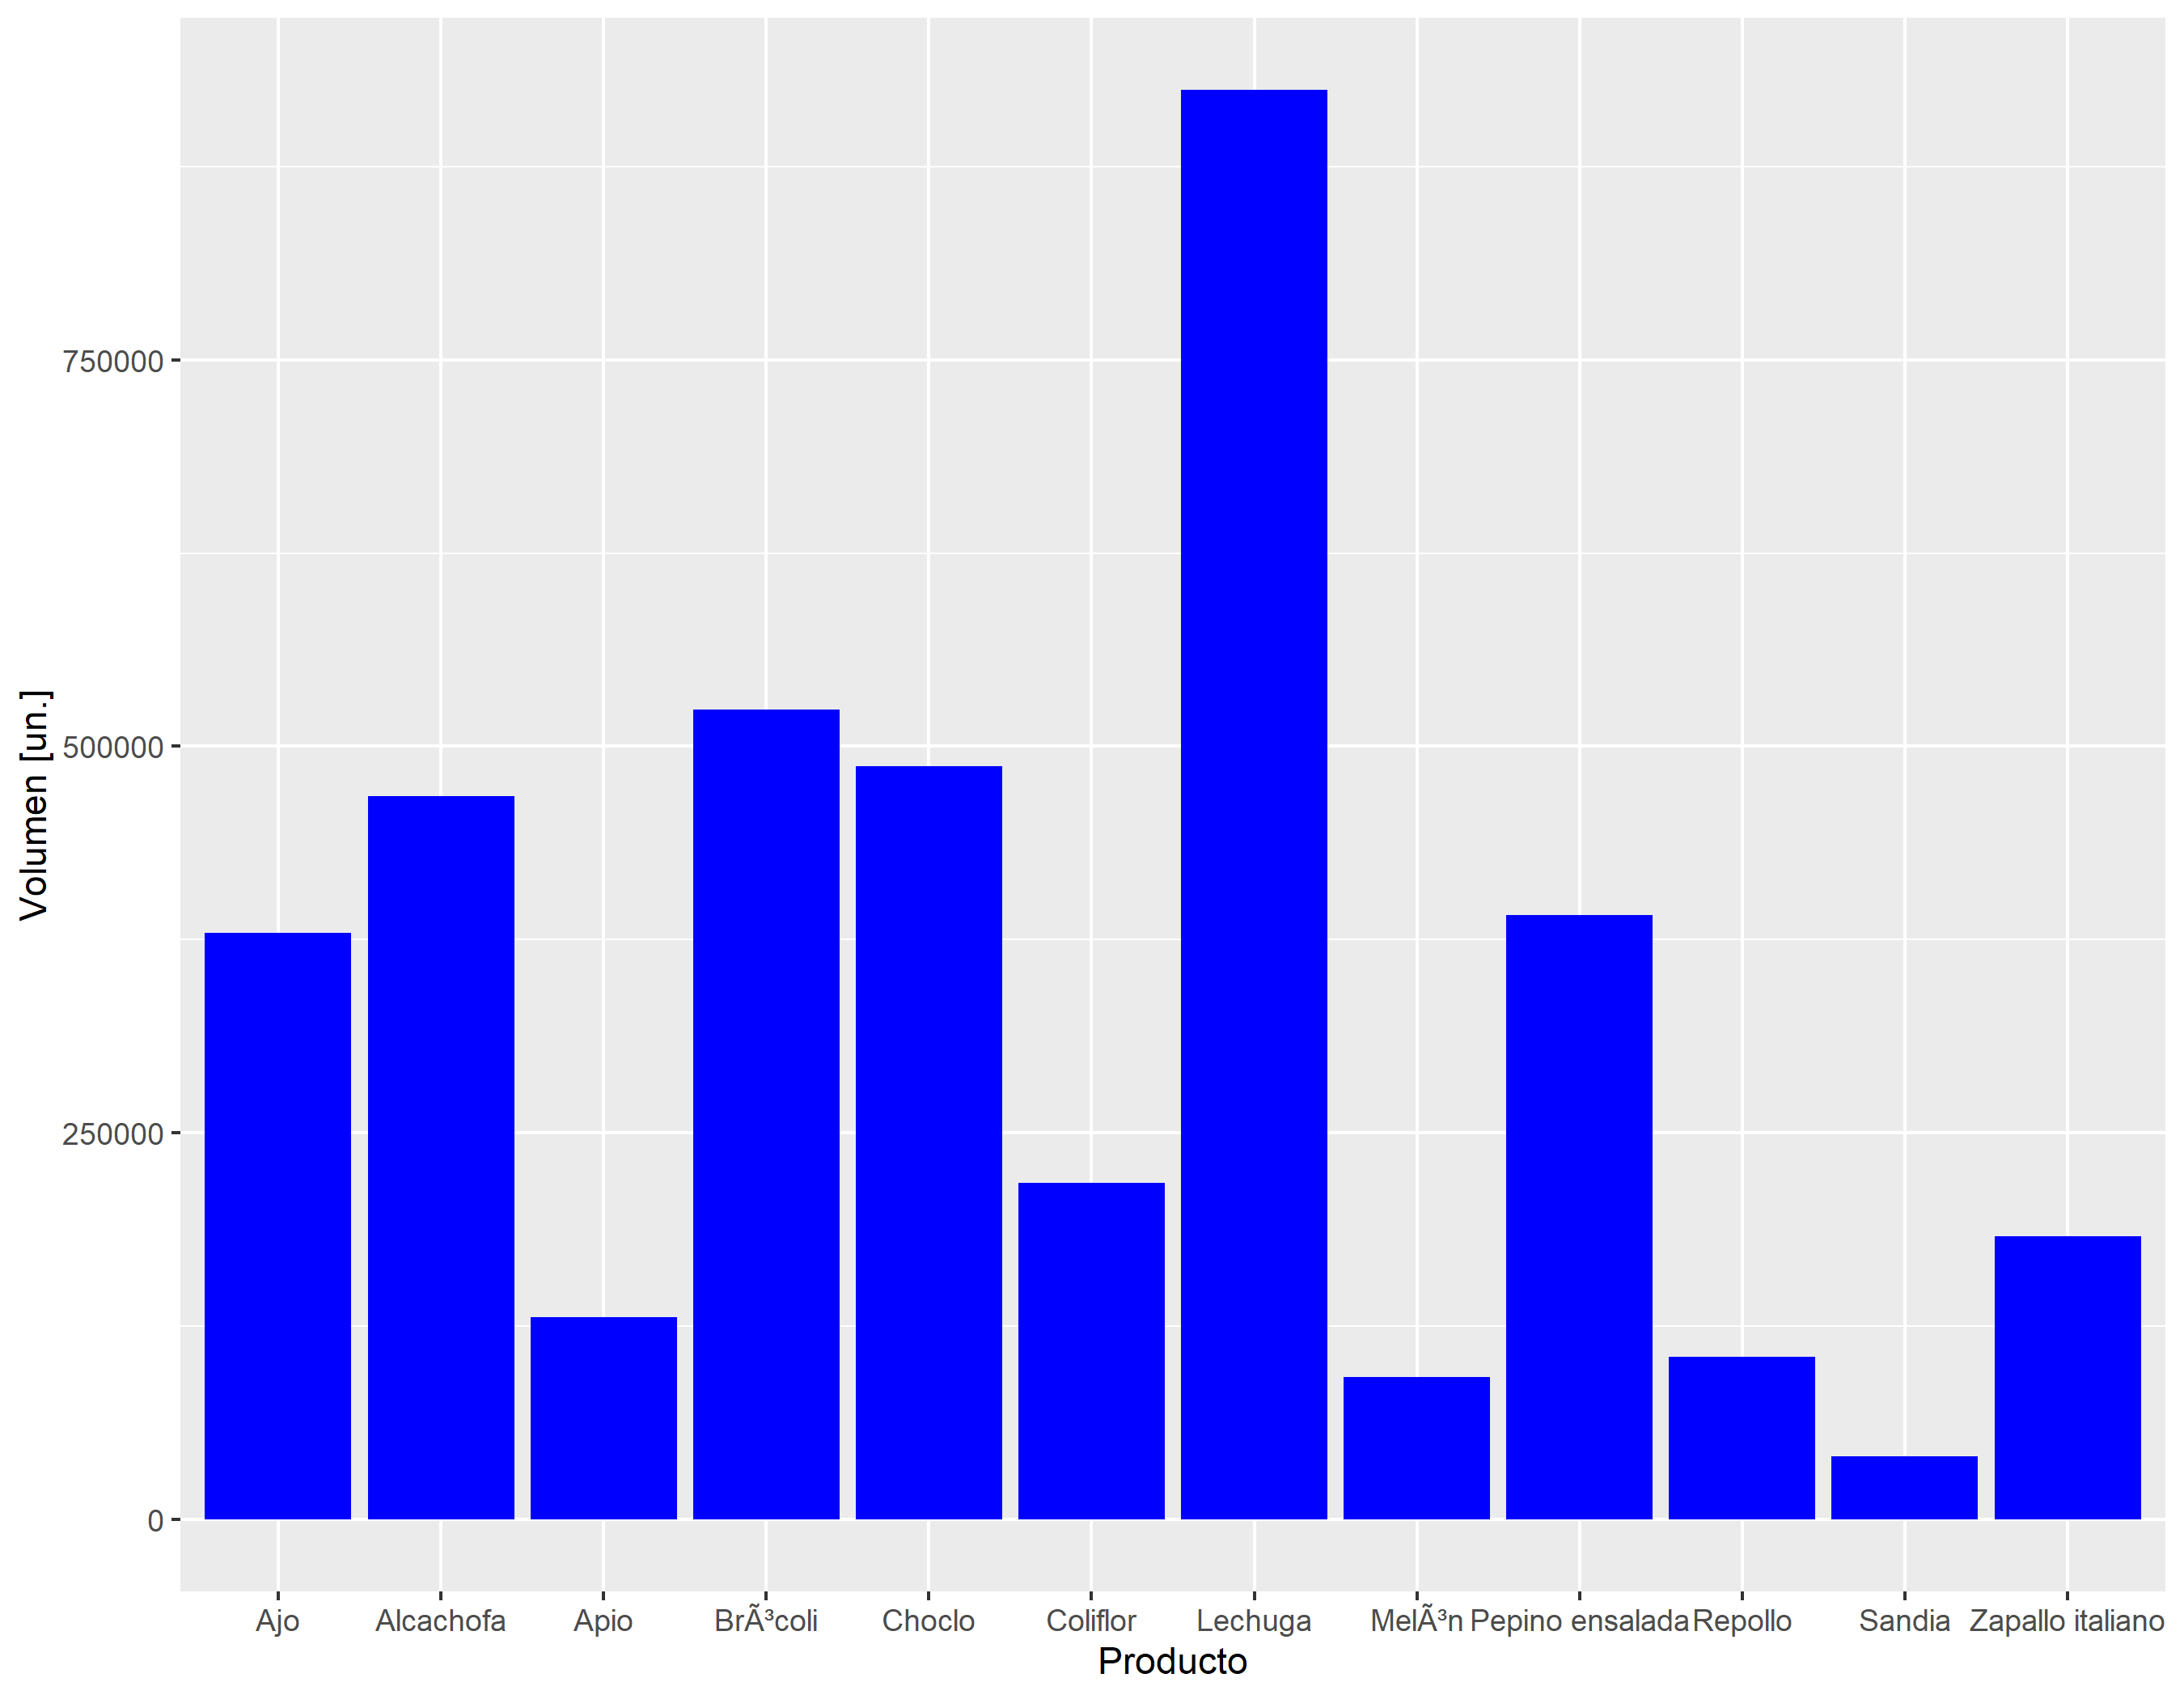 Volumen [un.]
750000
500000
250000
0
Ajo Alcachofa Apio BrÃ³coli Choclo Coliflor Lechuga MelÃ³n Pepino ensalada Repollo Sandia Zapallo italiano
Producto